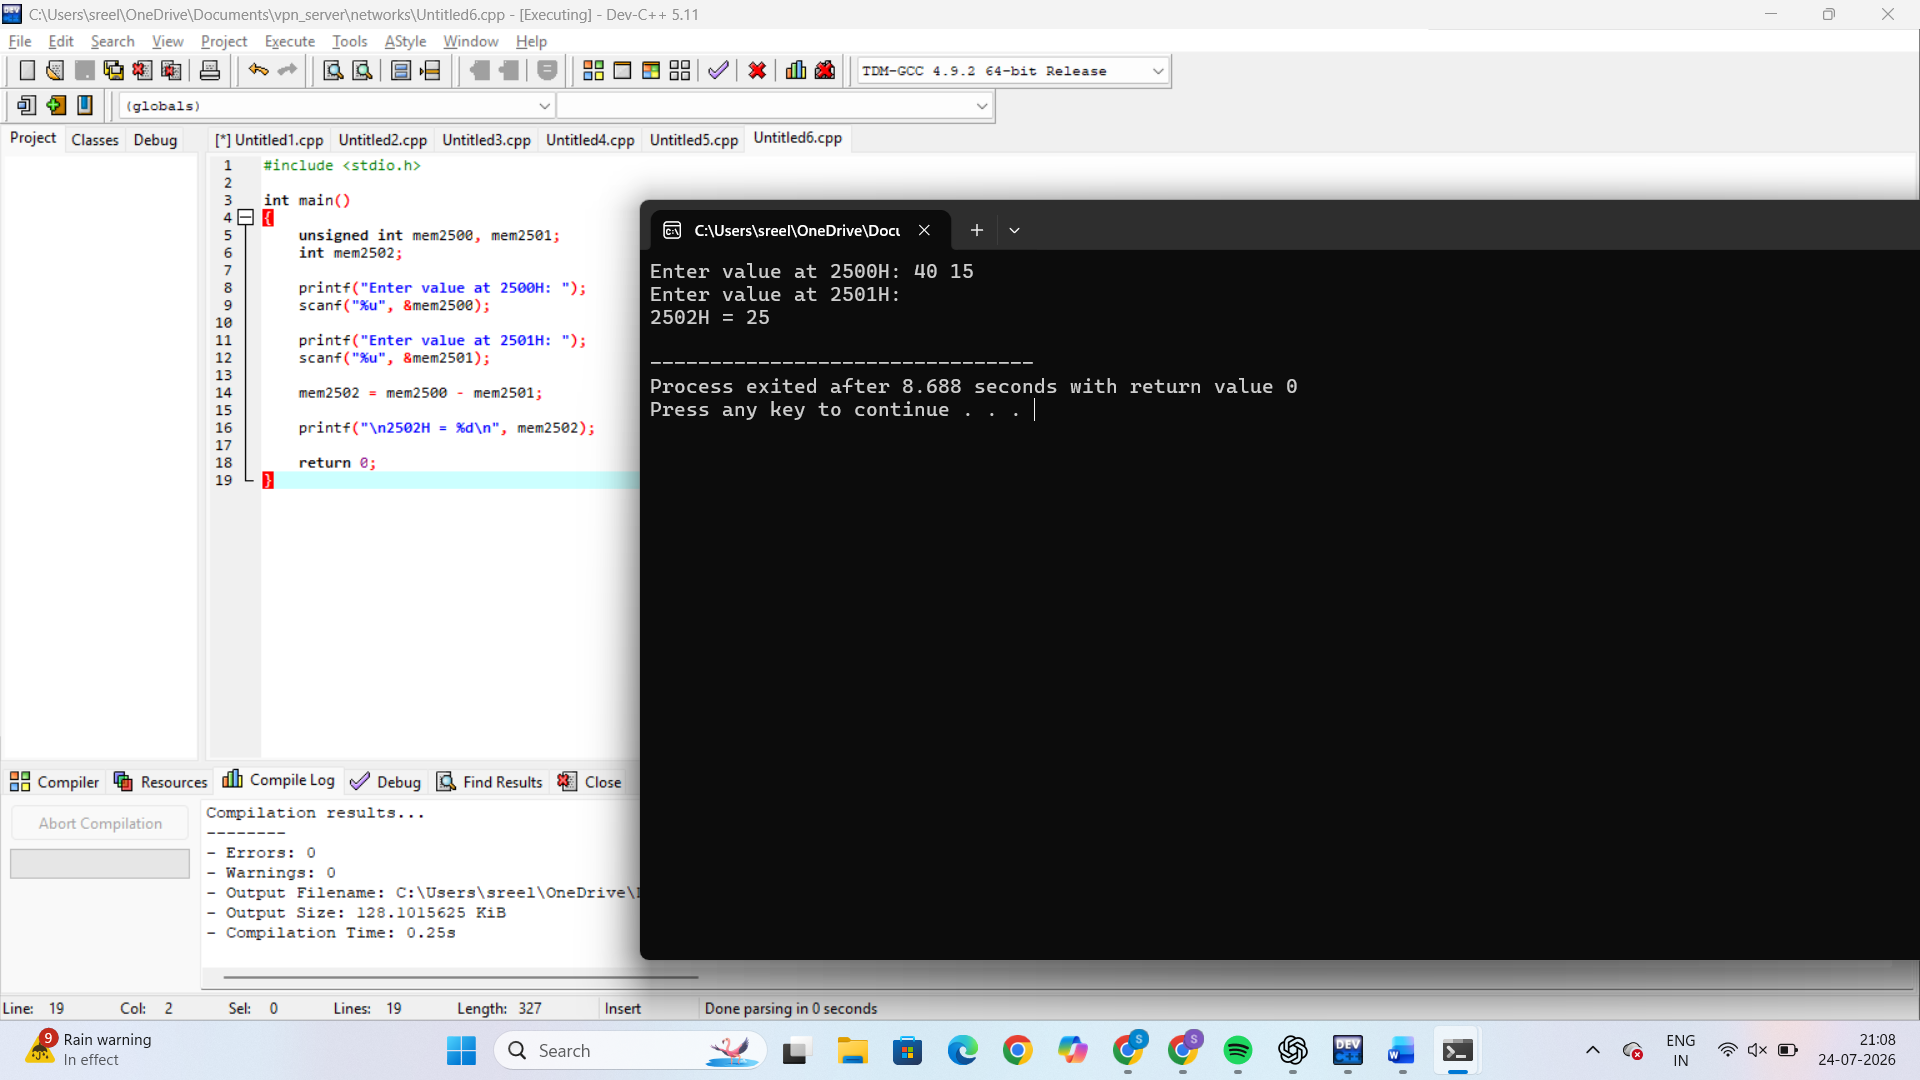 C:\Users\sreel\OneDrive\Documents\vpn_server\networks\Untitled6.cpp - [Executing] - Dev-C++ 5.11
File Edit Search View Project Execute Tools AStyle Window Help
TDM-GCC 4.9.2 64-bit Release
(globals)
Project Classes Debug [*] Untitled1.cpp Untitled2.cpp Untitled3.cpp Untitled4.cpp Untitled5.cpp Untitled6.cpp
1 #include <stdio.h>
2
3 int main()
4 {
5 unsigned int mem2500, mem2501;
6 int mem2502;
7
8 printf("Enter value at 2500H: ");
9 scanf("%u", &mem2500);
10
11 printf("Enter value at 2501H: ");
12 scanf("%u", &mem2501);
13
14 mem2502 = mem2500 - mem2501;
15
16 printf("\n2502H = %d\n", mem2502);
17
18 return 0;
19 }
C:\Users\sreel\OneDrive\Docu
Enter value at 2500H: 40 15
Enter value at 2501H:
2502H = 25
--------------------------------
Process exited after 8.688 seconds with return value 0
Press any key to continue . . .
Compiler Resources Compile Log Debug Find Results Close
Abort Compilation
Compilation results...
--------
- Errors: 0
- Warnings: 0
- Output Filename: C:\Users\sreel\OneDrive\
- Output Size: 128.1015625 KiB
- Compilation Time: 0.25s
Line: 19 Col: 2 Sel: 0 Lines: 19 Length: 327 Insert Done parsing in 0 seconds
9 Rain warning
In effect
Search
S
S
DEV
C++
W
ENG
IN
21:08
24-07-2026